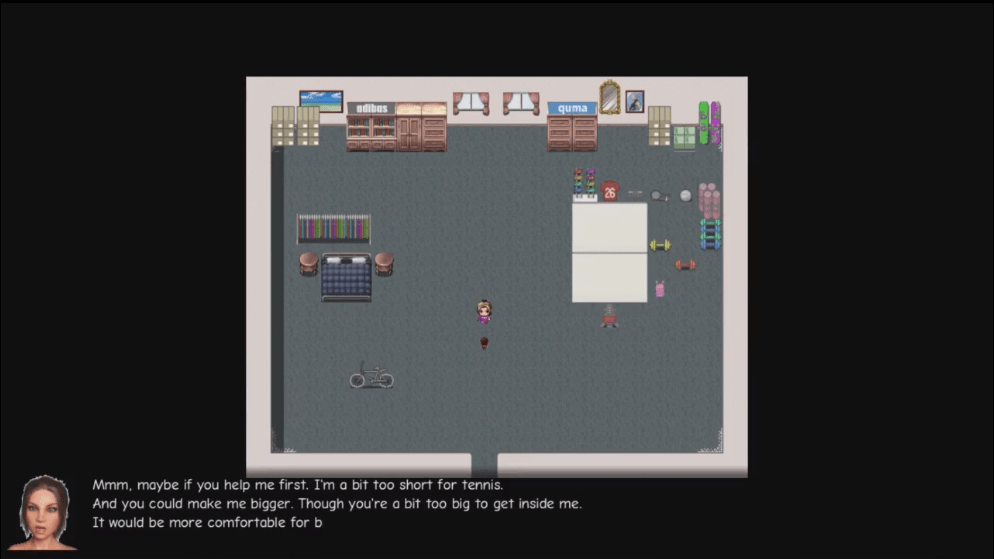 odibas
quma
26
Mmm, maybe if you help me first. I'm a bit too short for tennis.
And you could make me bigger. Though you're a bit too big to get inside me.
It would be more comfortable for b